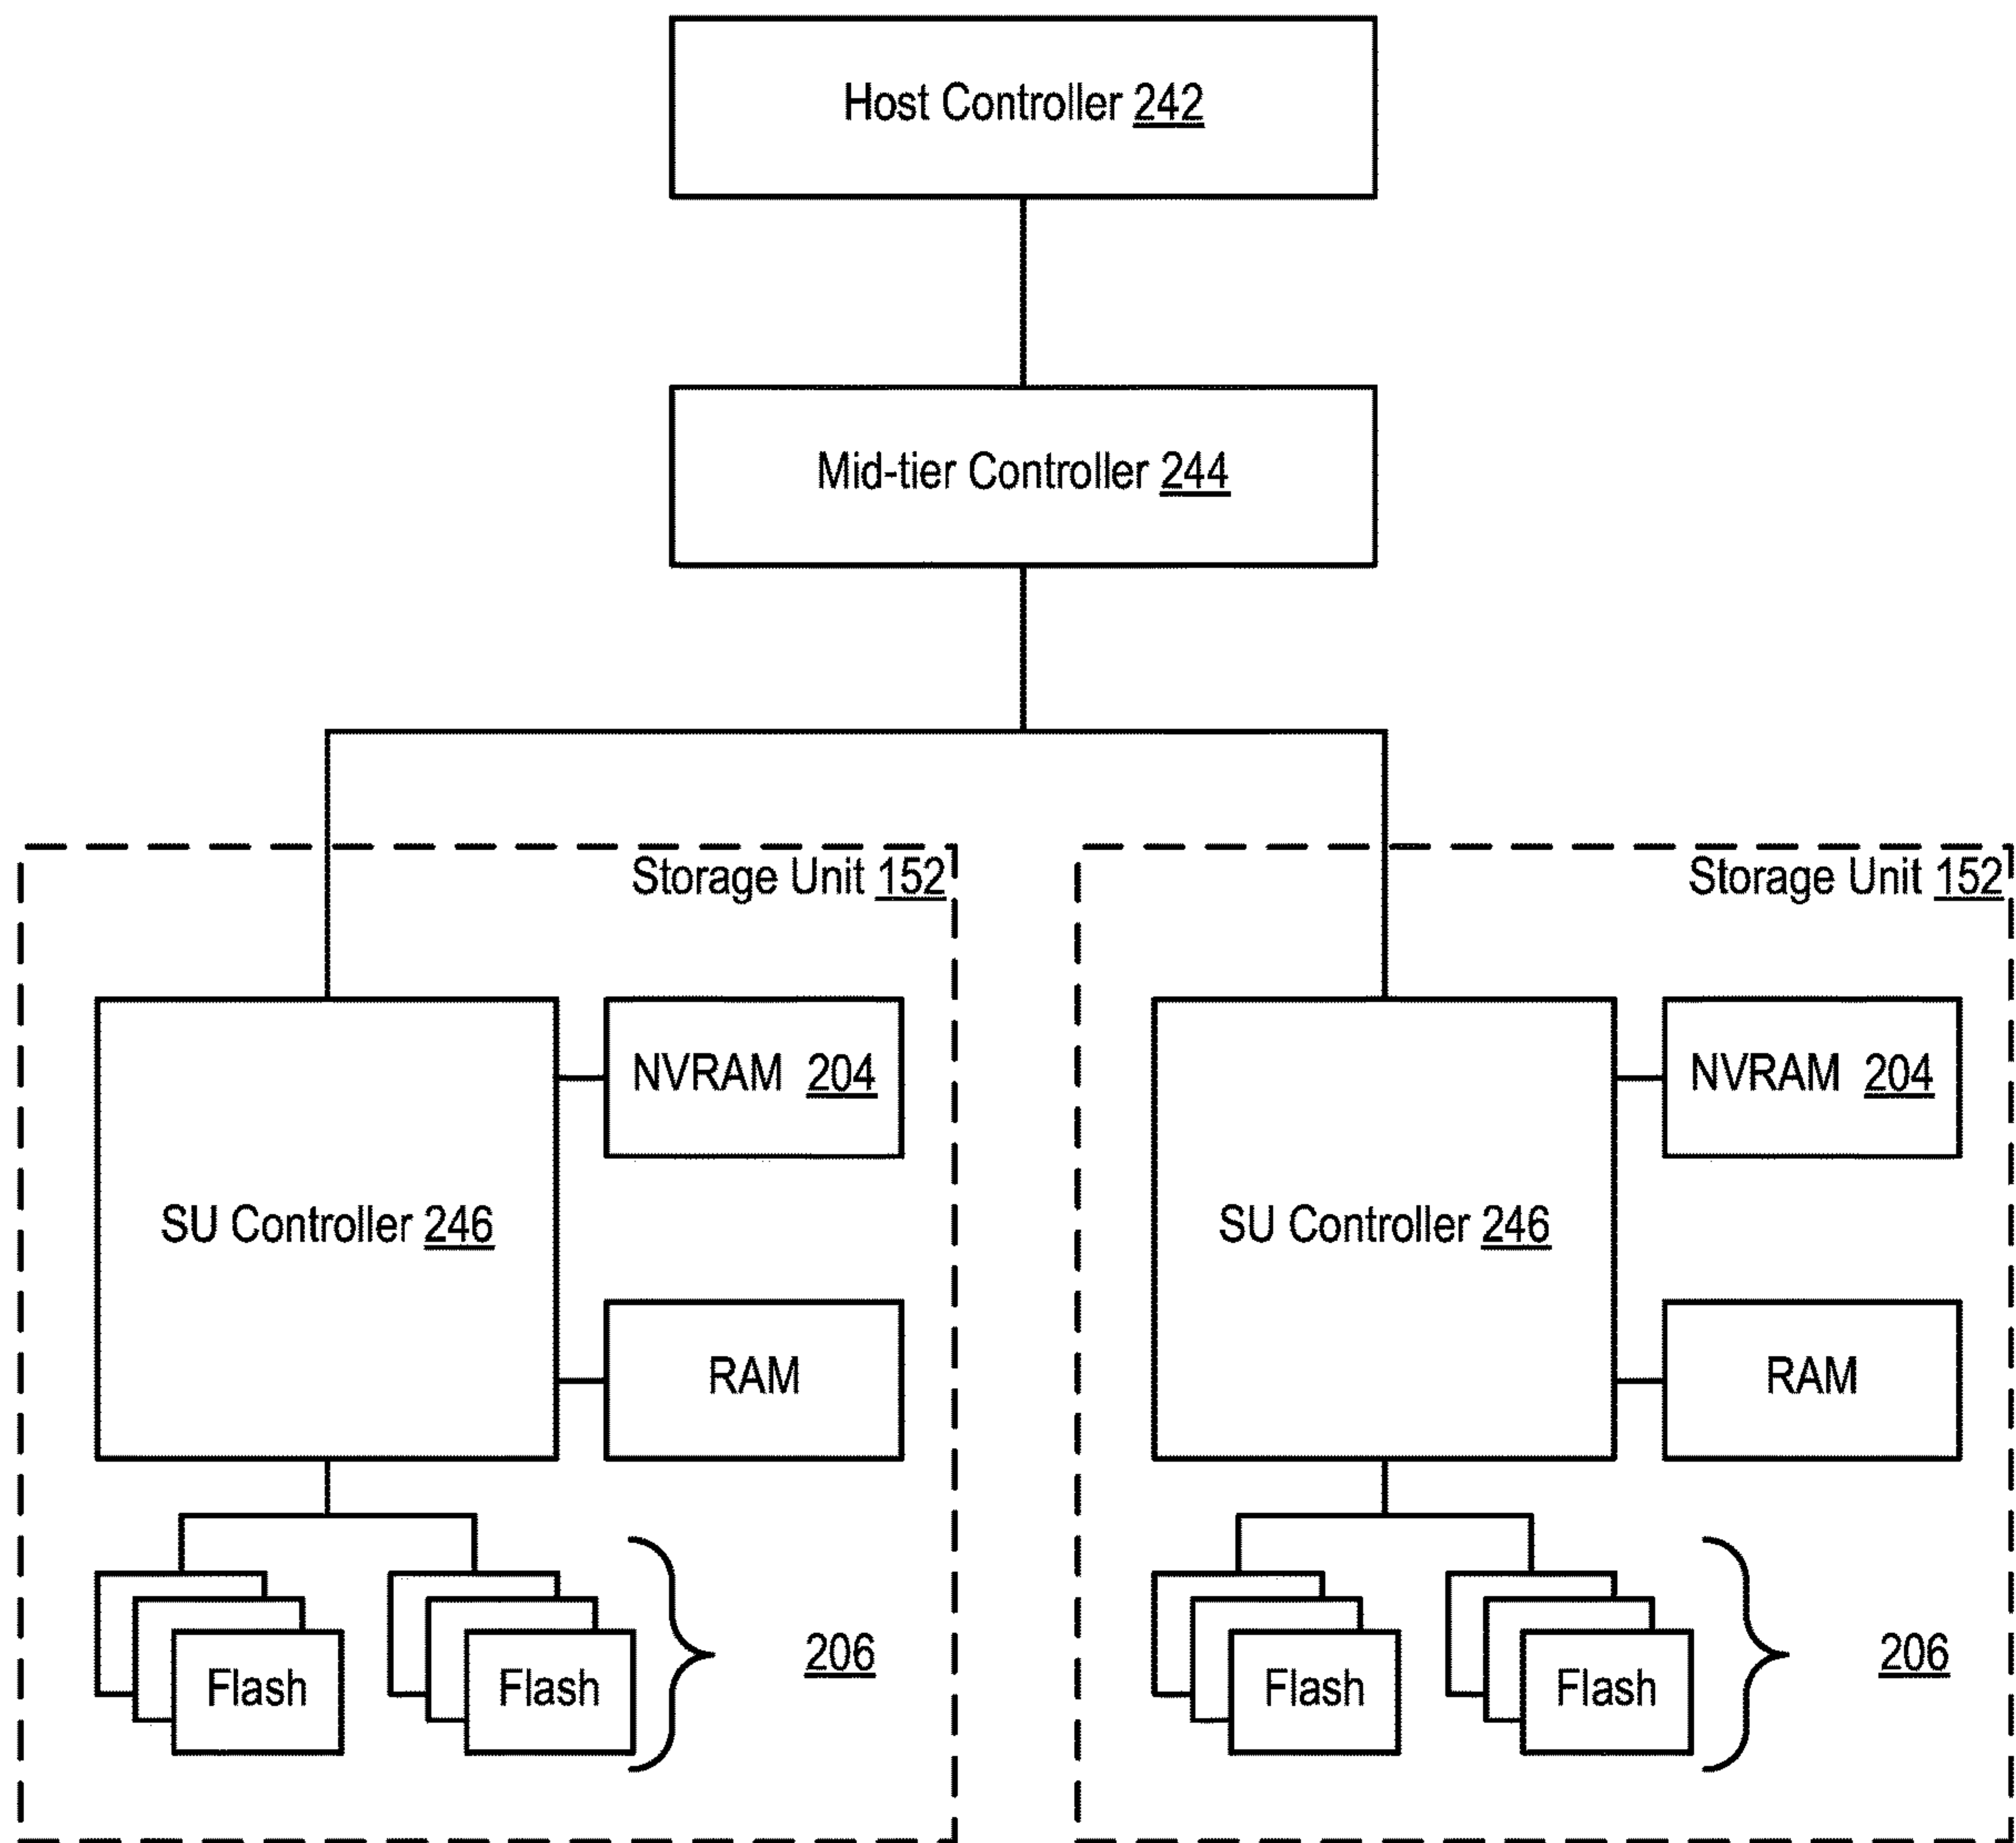 Host Controller 242
Mid-tier Controller 244
Storage Unit 152
NVRAM 204
SU Controller 246
RAM
Flash
Flash
206
Storage Unit 152
NVRAM 204
SU Controller 246
RAM
Flash
Flash
206